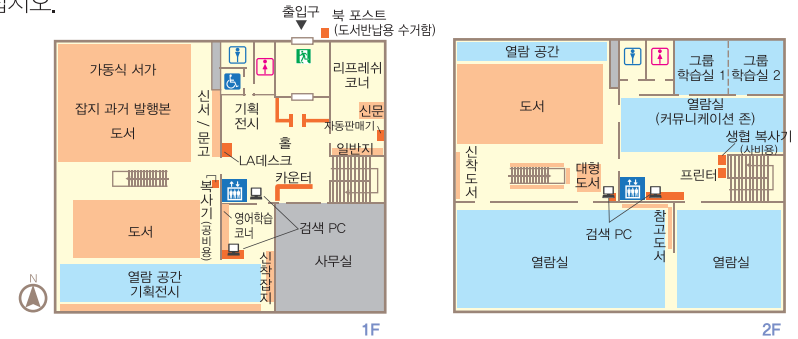 십시오.
출입구
북 포스트
(도서반납용 수거함)
가동식 서가
잡지 과거 발행본
도서
신서/문고
기획
전시
리프레쉬
코너
신문
자동판매기
홀
일반지
LA데스크
카운터
복사기(공비용)
영어학습
코너
검색 PC
도서
신착잡지
사무실
열람 공간
기획전시
N
1F
열람 공간
그룹
학습실 1
그룹
학습실 2
도서
열람실
(커뮤니케이션 존)
생협 복사기
(사비용)
신착도서
대형
도서
프린터
검색 PC
참고도서
열람실
열람실
2F